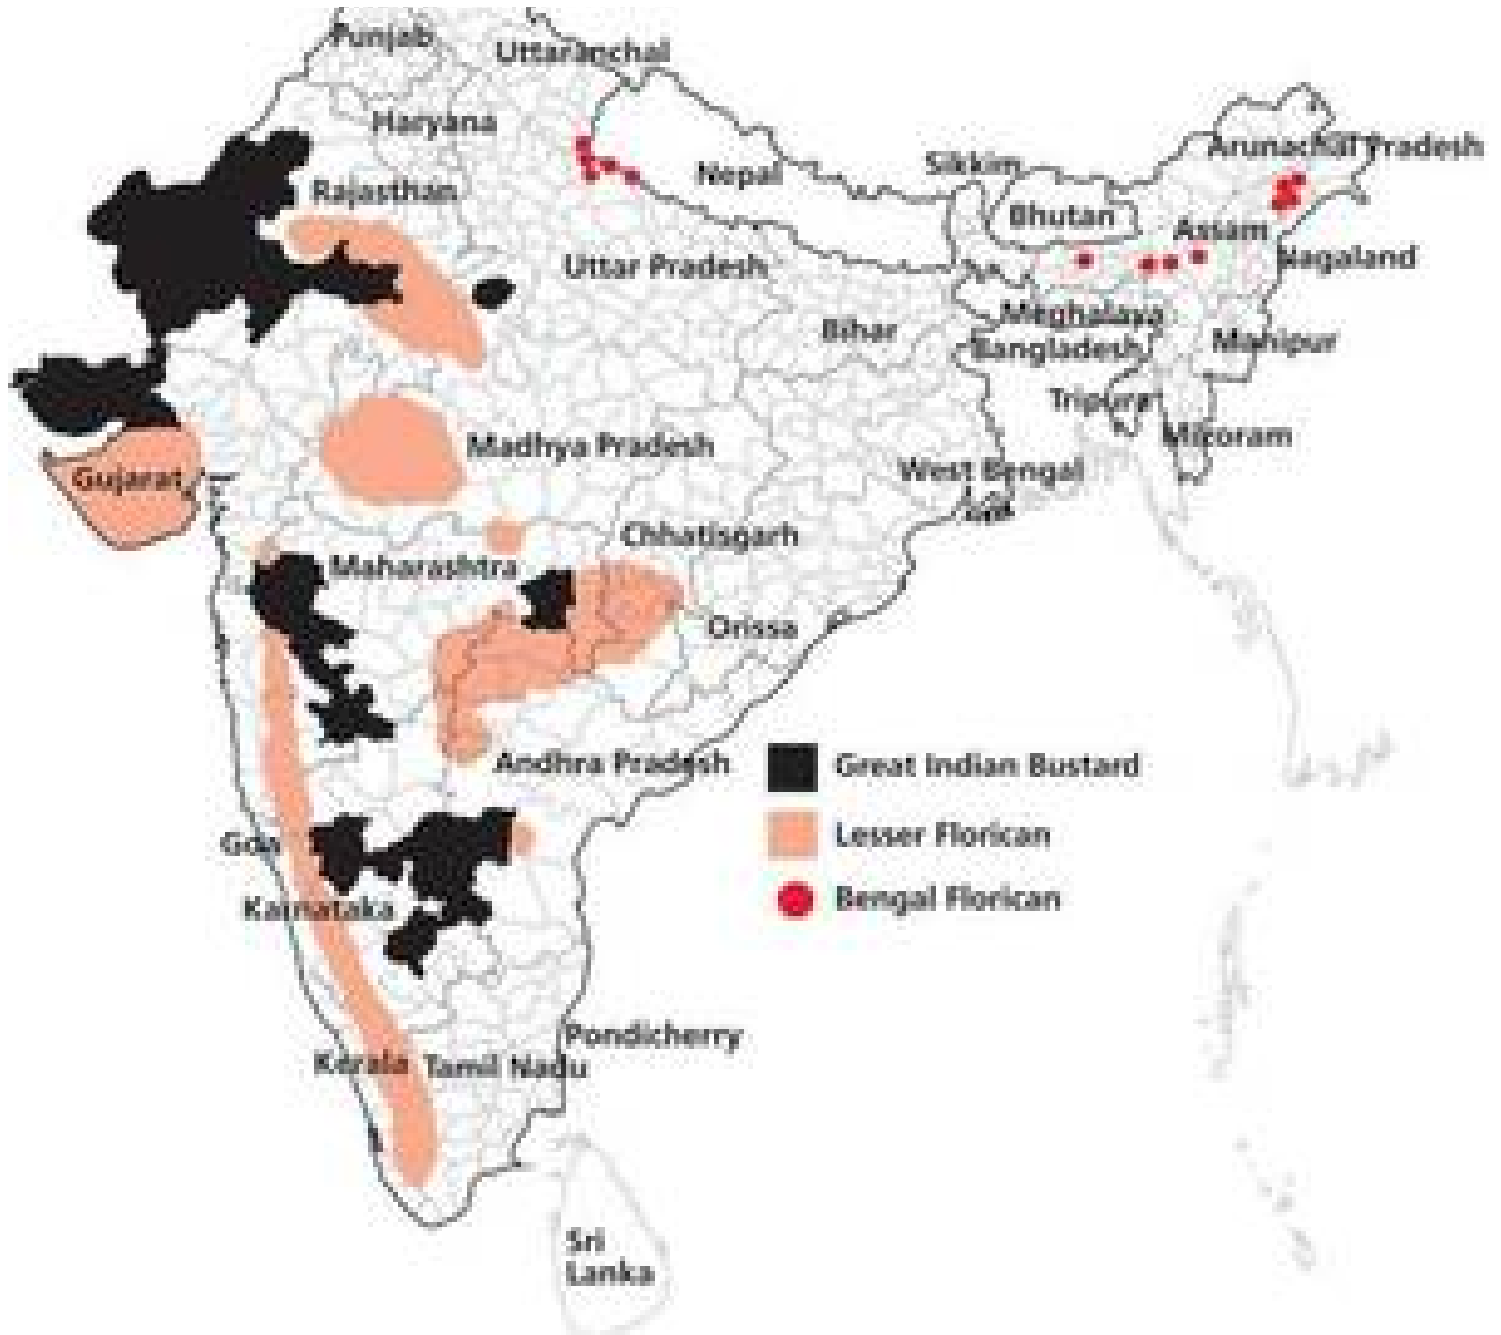 Punjab
Uttaranchal
Haryana
Arunachal Pradesh
Sikkim
Nepal
Rajasthan
Bhutan
Assam
Nagaland
Uttar Pradesh
Meghalaya
Bihar
Bangladesh
Manipur
Tripura
Mizoram
Madhya Pradesh
West Bengal
Gujarat
Chhatisgarh
Maharashtra
Orissa
Andhra Pradesh
Great Indian Bustard
Lesser Florican
Goa
Bengal Florican
Karnataka
Pondicherry
Kerala
Tamil Nadu
Sri
Lanka